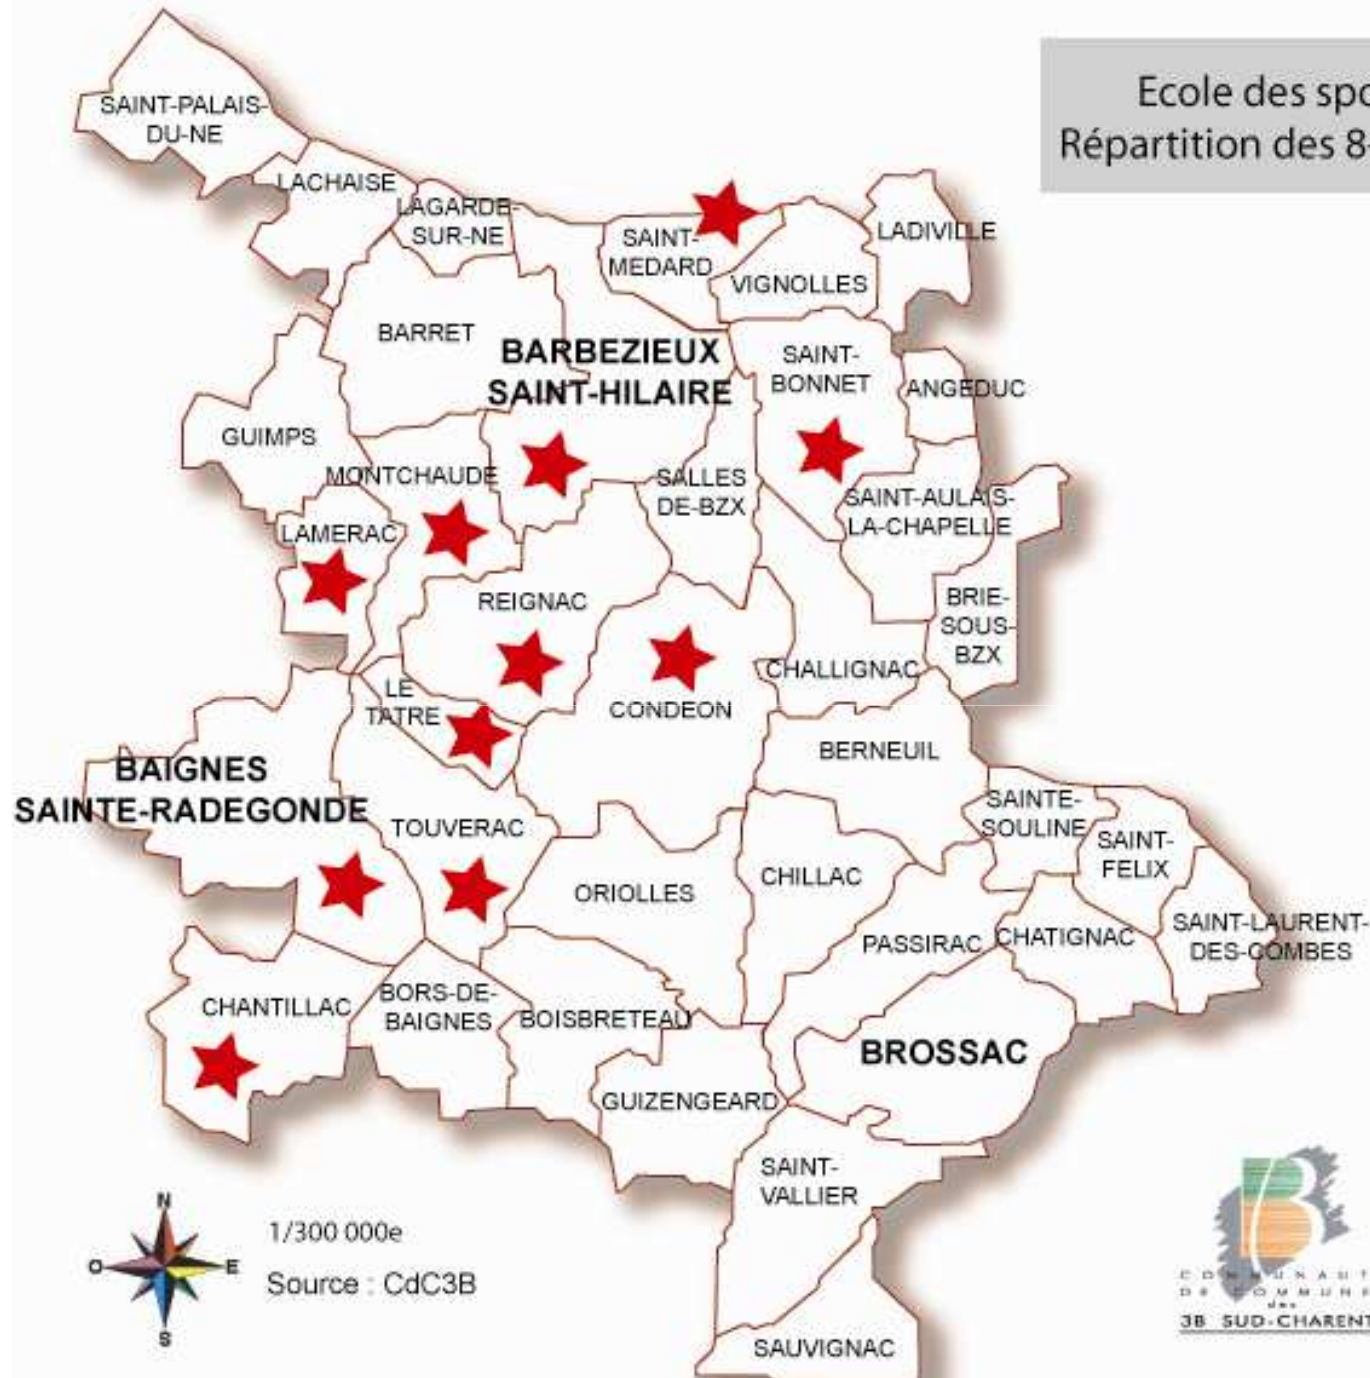 Ecole des spo
Répartition des 8-
SAINT-PALAIS-
DU-NE
LACHAISE
LAGARDE-
SUR-NE
SAINT-
MEDARD
LADIVILLE
VIGNOLLES
BARRET
BARBEZIEUX
SAINT-HILAIRE
SAINT-
BONNET
ANGEDUC
GUIMPS
MONTCHAUDE
SALLES
DE-BZX
SAINT-AULAIS-
LA-CHAPELLE
LAMERAC
REIGNAC
BRIE-
SOUS-
BZX
CHALLIGNAC
LE
TATRE
CONDEON
BERNEUIL
BAIGNES
SAINTE-RADEGONDE
TOUVERAC
SAINTE-
SOULINE
SAINT-
FELIX
ORIOLLES
CHILLAC
SAINT-LAURENT-
DES-COMBES
PASSIRAC
CHATIGNAC
CHANTILLAC
BORS-DE-
BAIGNES
BOISBRETEAU
BROSSAC
GUIZENGEARD
SAINT-
VALLIER
SAUVIGNAC
N
O
E
S
1/300 000e
Source : CdC3B
B
COMMUNAUT
DE COMMUNE
des
3B SUD-CHARENT